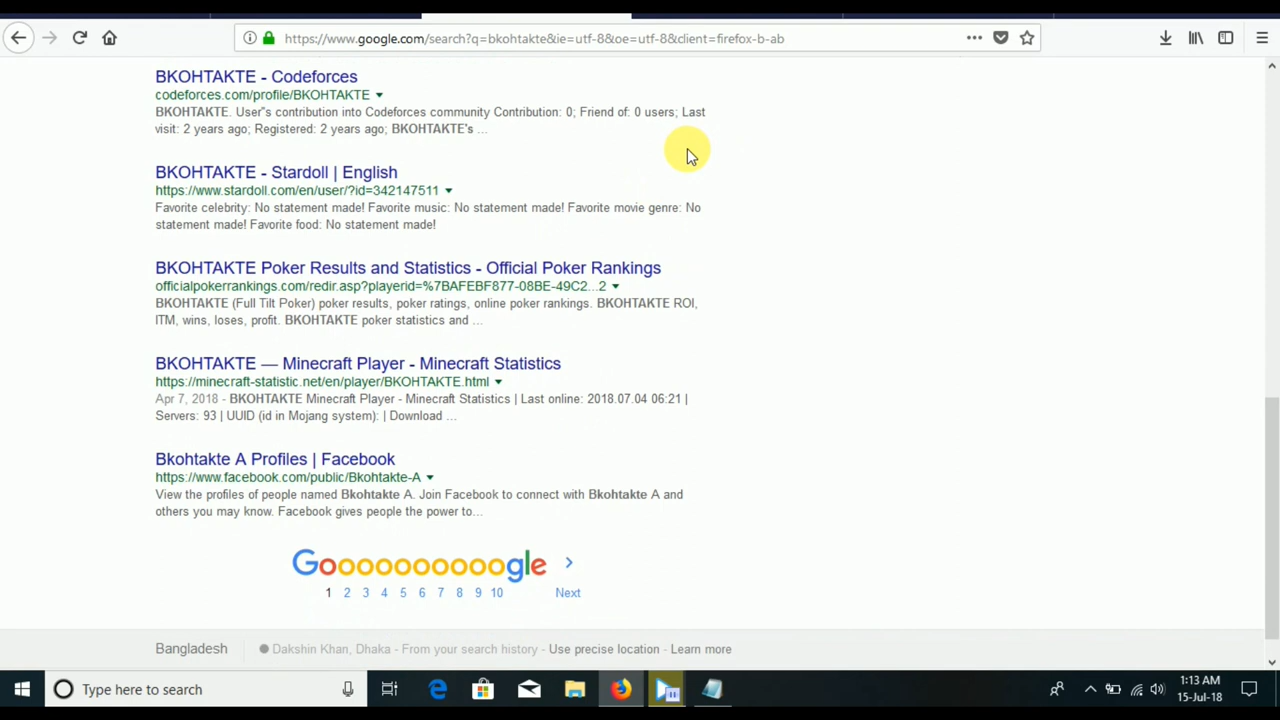 https://www.google.com/search?q=bkohtakte&ie=utf-8&oe=utf-8&client=firefox-b-ab
BKOHTAKTE - Codeforces
codeforces.com/profile/BKOHTAKTE
BKOHTAKTE. User"s contribution into Codeforces community Contribution: 0; Friend of: 0 users; Last
visit: 2 years ago; Registered: 2 years ago; BKOHTAKTE's ...
BKOHTAKTE - Stardoll | English
https://www.stardoll.com/en/user/?id=342147511
Favorite celebrity: No statement made! Favorite music: No statement made! Favorite movie genre: No
statement made! Favorite food: No statement made!
BKOHTAKTE Poker Results and Statistics - Official Poker Rankings
officialpokerrankings.com/redir.asp?playerid=%7BAFEBF877-08BE-49C2...2
BKOHTAKTE (Full Tilt Poker) poker results, poker ratings, online poker rankings. BKOHTAKTE ROI,
ITM, wins, loses, profit. BKOHTAKTE poker statistics and ...
BKOHTAKTE — Minecraft Player - Minecraft Statistics
https://minecraft-statistic.net/en/player/BKOHTAKTE.html
Apr 7, 2018 - BKOHTAKTE Minecraft Player - Minecraft Statistics | Last online: 2018.07.04 06:21 |
Servers: 93 | UUID (id in Mojang system): | Download ...
Bkohtakte A Profiles | Facebook
https://www.facebook.com/public/Bkohtakte-A
View the profiles of people named Bkohtakte A. Join Facebook to connect with Bkohtakte A and
others you may know. Facebook gives people the power to...
Goooooooooogle >
1 2 3 4 5 6 7 8 9 10 Next
Bangladesh Dakshin Khan, Dhaka - From your search history - Use precise location - Learn more
Type here to search
1:13 AM
15-Jul-18